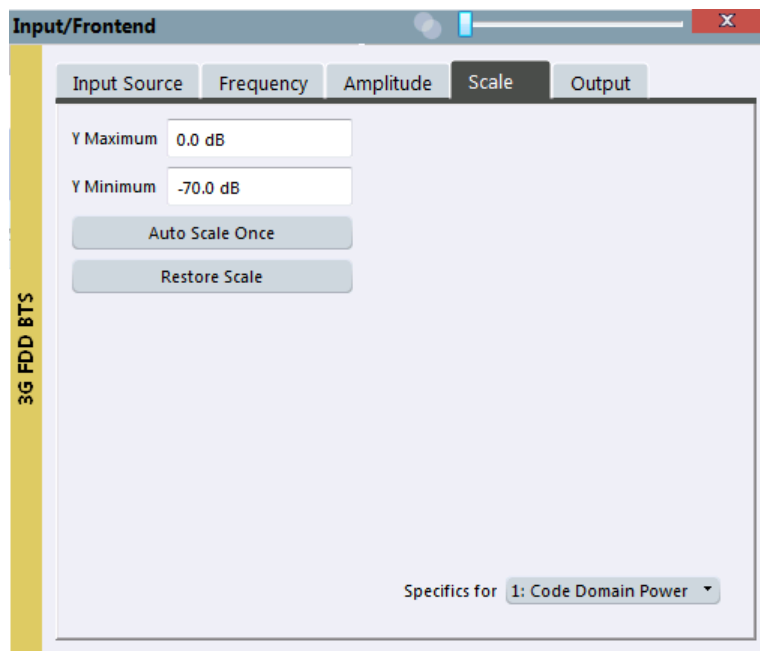 Input/Frontend
X
Input Source Frequency Amplitude Scale Output
Y Maximum 0.0 dB
Y Minimum -70.0 dB
Auto Scale Once
Restore Scale
3G FDD BTS
Specifics for 1: Code Domain Power